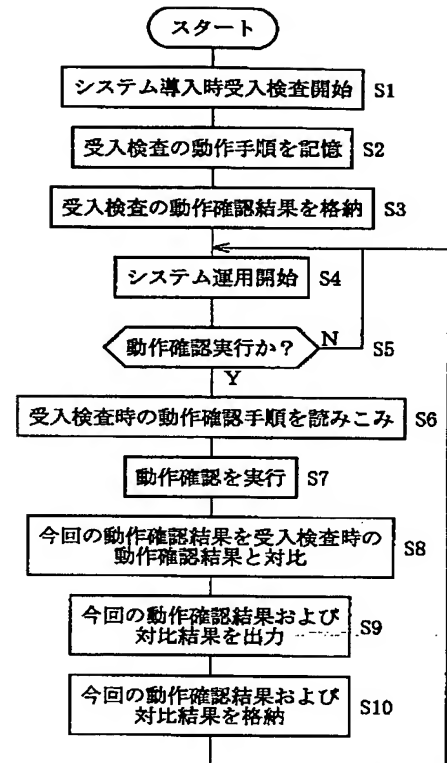 スタート
システム導入時受入検査開始 S1
受入検査の動作手順を記憶 S2
受入検査の動作確認結果を格納 S3
システム運用開始 S4
動作確認実行か? N S5
Y
受入検査時の動作確認手順を読みこみ S6
動作確認を実行 S7
今回の動作確認結果を受入検査時の
動作確認結果と対比 S8
今回の動作確認結果および
対比結果を出力 S9
今回の動作確認結果および
対比結果を格納 S10